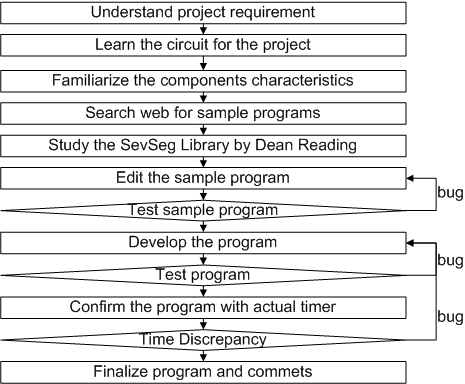 Understand project requirement
Learn the circuit for the project
Familiarize the components characteristics
Search web for sample programs
Study the SevSeg Library by Dean Reading
Edit the sample program
bug
Test sample program
Develop the program
bug
Test program
Confirm the program with actual timer
bug
Time Discrepancy
Finalize program and commets